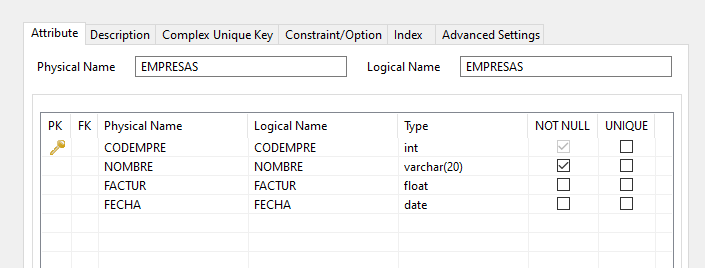 Attribute Description Complex Unique Key Constraint/Option Index Advanced Settings
Physical Name EMPRESAS Logical Name EMPRESAS
PK FK Physical Name Logical Name Type NOT NULL UNIQUE
CODEMPRE CODEMPRE int
NOMBRE NOMBRE varchar(20)
FACTUR FACTUR float
FECHA FECHA date